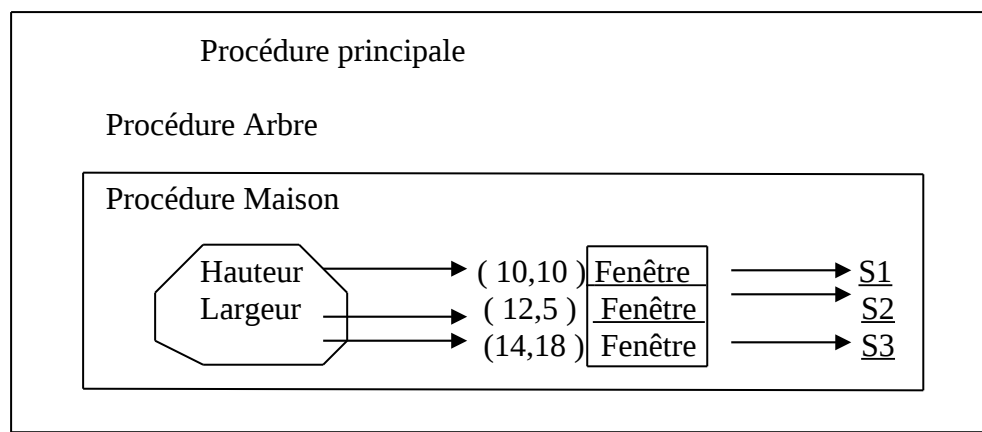 Procédure principale
Procédure Arbre
Procédure Maison
Hauteur ( 10,10 ) Fenêtre S1
Largeur ( 12,5 ) Fenêtre S2
(14,18 ) Fenêtre S3